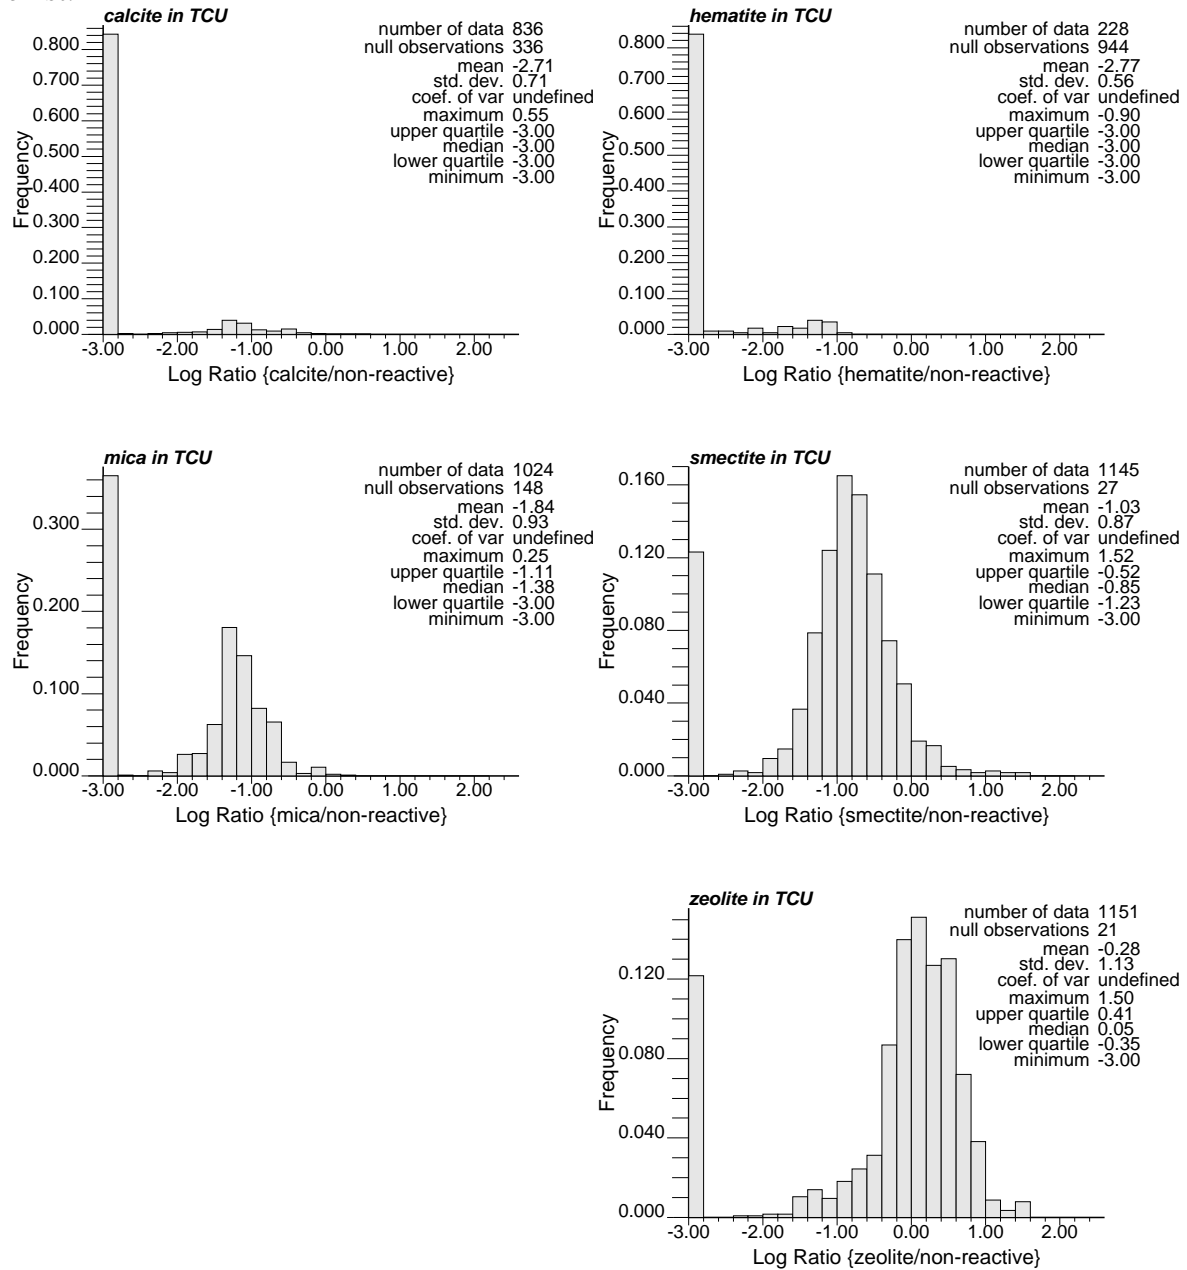 calcite in TCU
number of data 836
null observations 336
mean -2.71
std. dev. 0.71
coef. of var undefined
maximum 0.55
upper quartile -3.00
median -3.00
lower quartile -3.00
minimum -3.00
Frequency
0.800
0.700
0.600
0.500
0.400
0.300
0.200
0.100
0.000
-3.00 -2.00 -1.00 0.00 1.00 2.00
Log Ratio {calcite/non-reactive}
hematite in TCU
number of data 228
null observations 944
mean -2.77
std. dev. 0.56
coef. of var undefined
maximum -0.90
upper quartile -3.00
median -3.00
lower quartile -3.00
minimum -3.00
Frequency
0.800
0.700
0.600
0.500
0.400
0.300
0.200
0.100
0.000
-3.00 -2.00 -1.00 0.00 1.00 2.00
Log Ratio {hematite/non-reactive}
mica in TCU
number of data 1024
null observations 148
mean -1.84
std. dev. 0.93
coef. of var undefined
maximum 0.25
upper quartile -1.11
median -1.38
lower quartile -3.00
minimum -3.00
Frequency
0.300
0.200
0.100
0.000
-3.00 -2.00 -1.00 0.00 1.00 2.00
Log Ratio {mica/non-reactive}
smectite in TCU
number of data 1145
null observations 27
mean -1.03
std. dev. 0.87
coef. of var undefined
maximum 1.52
upper quartile -0.52
median -0.85
lower quartile -1.23
minimum -3.00
Frequency
0.160
0.120
0.080
0.040
0.000
-3.00 -2.00 -1.00 0.00 1.00 2.00
Log Ratio {smectite/non-reactive}
zeolite in TCU
number of data 1151
null observations 21
mean -0.28
std. dev. 1.13
coef. of var undefined
maximum 1.50
upper quartile 0.41
median 0.05
lower quartile -0.35
minimum -3.00
Frequency
0.120
0.080
0.040
0.000
-3.00 -2.00 -1.00 0.00 1.00 2.00
Log Ratio {zeolite/non-reactive}